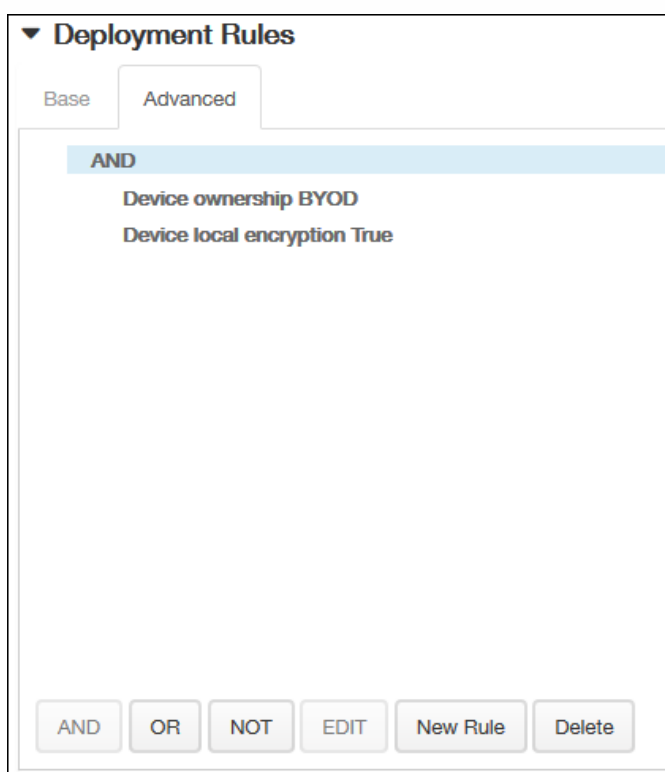 Deployment Rules
Base Advanced
AND
Device ownership BYOD
Device local encryption True
AND OR NOT EDIT New Rule Delete